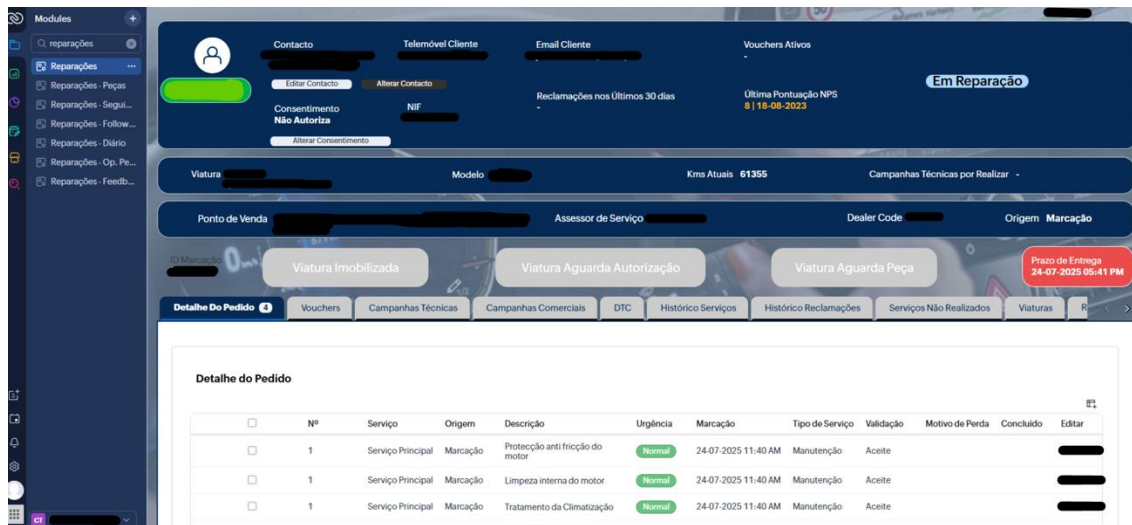 Modules
+
reparações
Reparações
Reparações - Peças
Reparações - Segui...
Reparações - Follow...
Reparações - Diário
Reparações - Op. Pe...
Reparações - Feedb...
CT
Contacto
Telemóvel Cliente
Email Cliente
Vouchers Ativos
-
Editar Contacto
Alterar Contacto
Em Reparação
Consentimento
Não Autoriza
NIF
Reclamações nos Últimos 30 dias
-
Última Pontuação NPS
8 | 18-08-2023
Alterar Consentimento
Viatura
Modelo
Kms Atuais 61355
Campanhas Técnicas por Realizar -
Ponto de Venda
Assessor de Serviço
Dealer Code
Origem Marcação
ID Marcação
Viatura Imobilizada
Viatura Aguarda Autorização
Viatura Aguarda Peça
Prazo de Entrega
24-07-2025 05:41 PM
Detalhe Do Pedido 4
Vouchers
Campanhas Técnicas
Campanhas Comerciais
DTC
Histórico Serviços
Histórico Reclamações
Serviços Não Realizados
Viaturas
R
Detalhe do Pedido
Nº Serviço Origem Descrição Urgência Marcação Tipo de Serviço Validação Motivo de Perda Concluído Editar
1 Serviço Principal Marcação Protecção anti fricção do motor Normal 24-07-2025 11:40 AM Manutenção Aceite
1 Serviço Principal Marcação Limpeza interna do motor Normal 24-07-2025 11:40 AM Manutenção Aceite
1 Serviço Principal Marcação Tratamento da Climatização Normal 24-07-2025 11:40 AM Manutenção Aceite